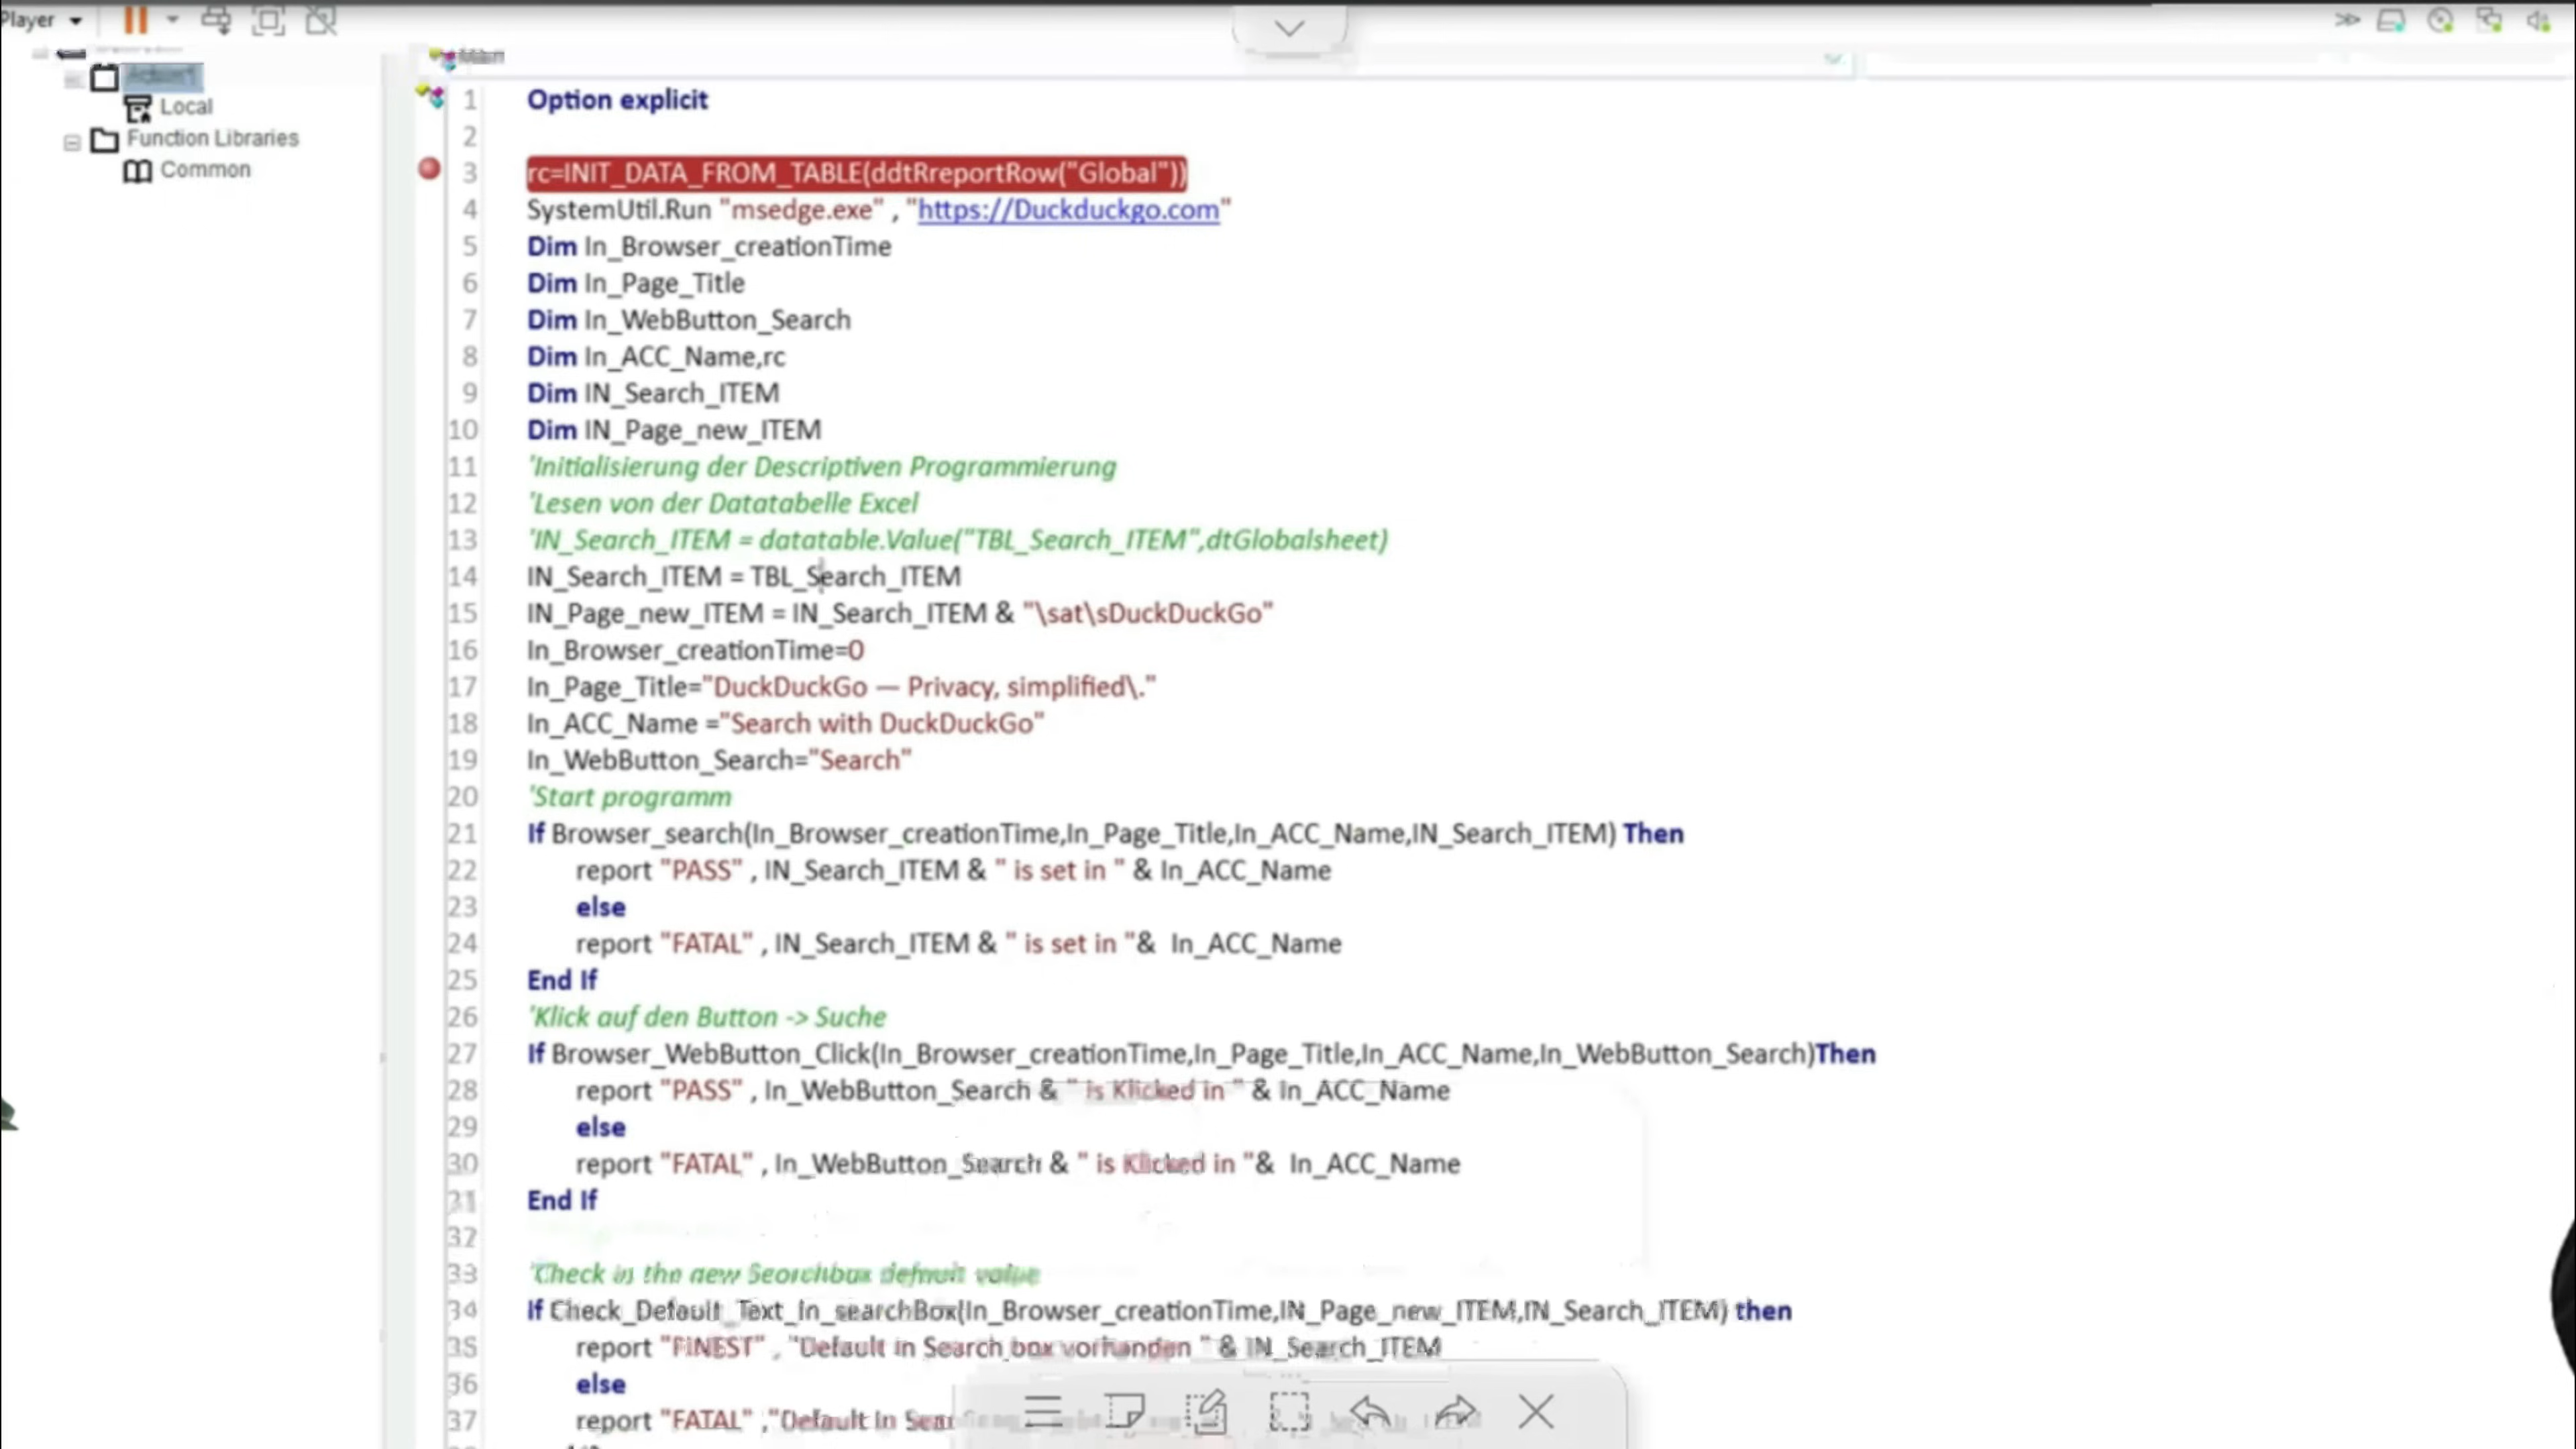 Player
Local
Function Libraries
Common
1 Option explicit
2
3 rc=INIT_DATA_FROM_TABLE(ddtRreportRow("Global"))
4 SystemUtil.Run "msedge.exe" , "https://Duckduckgo.com"
5 Dim In_Browser_creationTime
6 Dim In_Page_Title
7 Dim In_WebButton_Search
8 Dim In_ACC_Name,rc
9 Dim IN_Search_ITEM
10 Dim IN_Page_new_ITEM
11 'Initialisierung der Descriptiven Programmierung
12 'Lesen von der Datatabelle Excel
13 'IN_Search_ITEM = datatable.Value("TBL_Search_ITEM",dtGlobalsheet)
14 IN_Search_ITEM = TBL_Search_ITEM
15 IN_Page_new_ITEM = IN_Search_ITEM & "\sat\sDuckDuckGo"
16 In_Browser_creationTime=0
17 In_Page_Title="DuckDuckGo — Privacy, simplified\."
18 In_ACC_Name ="Search with DuckDuckGo"
19 In_WebButton_Search="Search"
20 'Start programm
21 If Browser_search(In_Browser_creationTime,In_Page_Title,In_ACC_Name,IN_Search_ITEM) Then
22 report "PASS" , IN_Search_ITEM & " is set in " & In_ACC_Name
23 else
24 report "FATAL" , IN_Search_ITEM & " is set in "& In_ACC_Name
25 End If
26 'Klick auf den Button -> Suche
27 If Browser_WebButton_Click(In_Browser_creationTime,In_Page_Title,In_ACC_Name,In_WebButton_Search)Then
28 report "PASS" , In_WebButton_Search & " is Klicked in " & In_ACC_Name
29 else
30 report "FATAL" , In_WebButton_Search & " is Klicked in "& In_ACC_Name
31 End If
32
33 'Check in the new Searchbox default value
34 if Check_Default_Text_In_searchBox(In_Browser_creationTime,IN_Page_new_ITEM,IN_Search_ITEM) then
35 report , "Default in Search box vorhanden " & IN_Search_ITEM
36 else
37 report "FATAL" ,"Default in